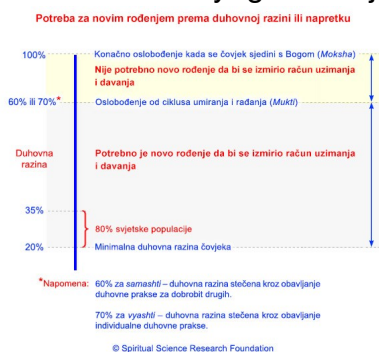 Potreba za novim rođenjem prema duhovnoj razini ili napretku
100%
Konačno oslobođenje kada se čovjek sjedini s Bogom (Moksha)
Nije potrebno novo rođenje da bi se izmirio račun uzimanja
i davanja
60% ili 70%*
Oslobođenje od ciklusa umiranja i rađanja (Mukti)
Duhovna
razina
Potrebno je novo rođenje da bi se izmirio račun uzimanja
i davanja
35%
80% svjetske populacije
20%
Minimalna duhovna razina čovjeka
*Napomena: 60% za samashti – duhovna razina stečena kroz obavljanje
duhovne prakse za dobrobit drugih.
70% za vyashti – duhovna razina stečena kroz obavljanje
individualne duhovne prakse.
© Spiritual Science Research Foundation